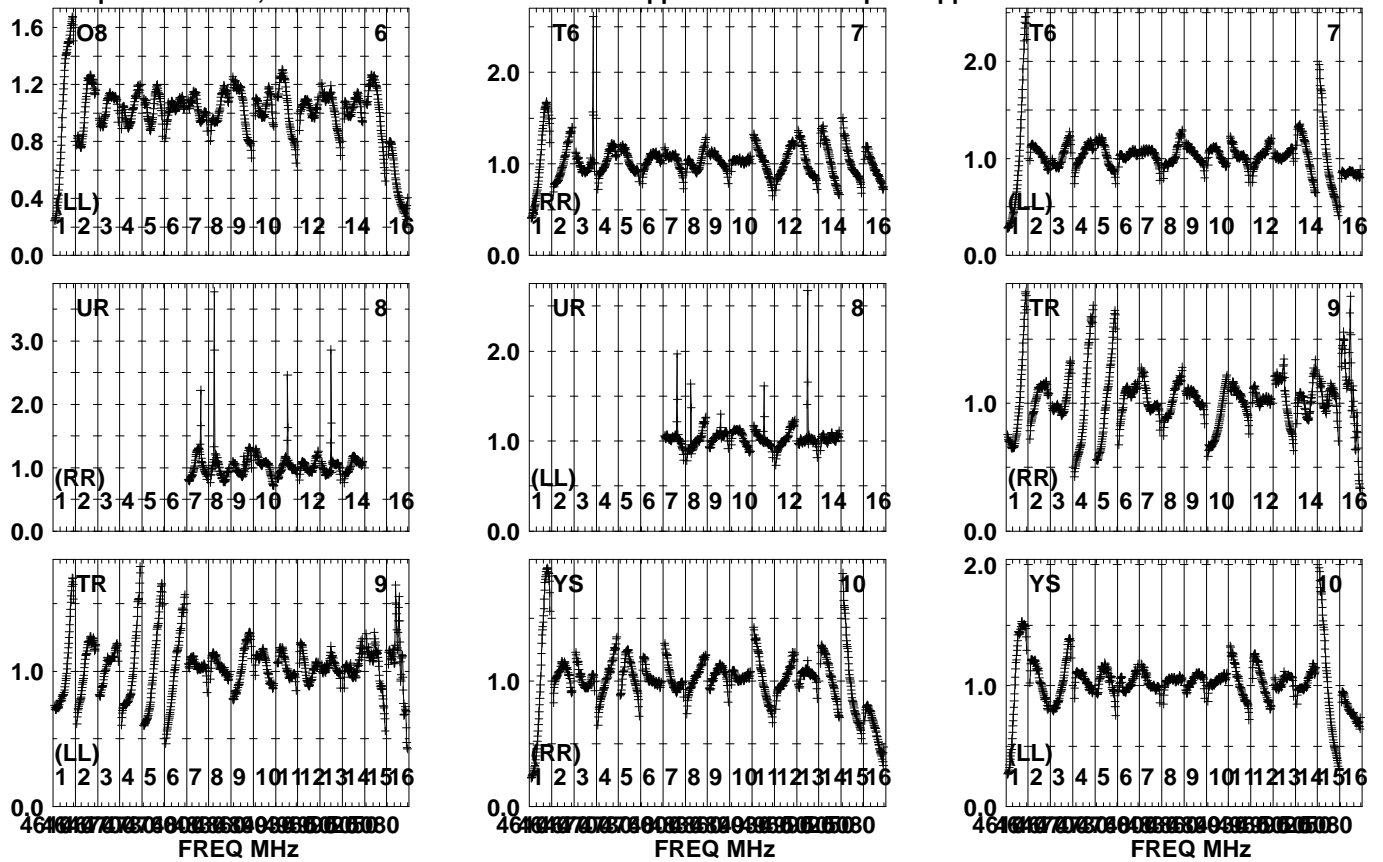 1.6
1.2
0.8
0.4
0.0
O8
6
(LL)
1 2 3 4 5 6 7 8 9 10 12 14 16
2.0
1.0
0.0
T6
7
(RR)
1 2 3 4 5 6 7 8 9 10 12 14 16
2.0
1.0
0.0
T6
7
(LL)
1 2 3 4 5 6 7 8 9 10 12 14 16
3.0
2.0
1.0
0.0
UR
8
(RR)
1 2 3 4 5 6 7 8 9 10 12 14 16
2.0
1.0
0.0
UR
8
(LL)
1 2 3 4 5 6 7 8 9 10 12 14 16
1.0
0.0
TR
9
(RR)
1 2 3 4 5 6 7 8 9 10 12 14 16
1.0
0.0
TR
9
(LL)
1 2 3 4 5 6 7 8 9 10 11 12 13 14 15 16
FREQ MHz
1.0
0.0
YS
10
(RR)
1 2 3 4 5 6 7 8 9 10 11 12 13 14 15 16
FREQ MHz
2.0
1.0
0.0
YS
10
(LL)
1 2 3 4 5 6 7 8 9 10 11 12 13 14 15 16
FREQ MHz